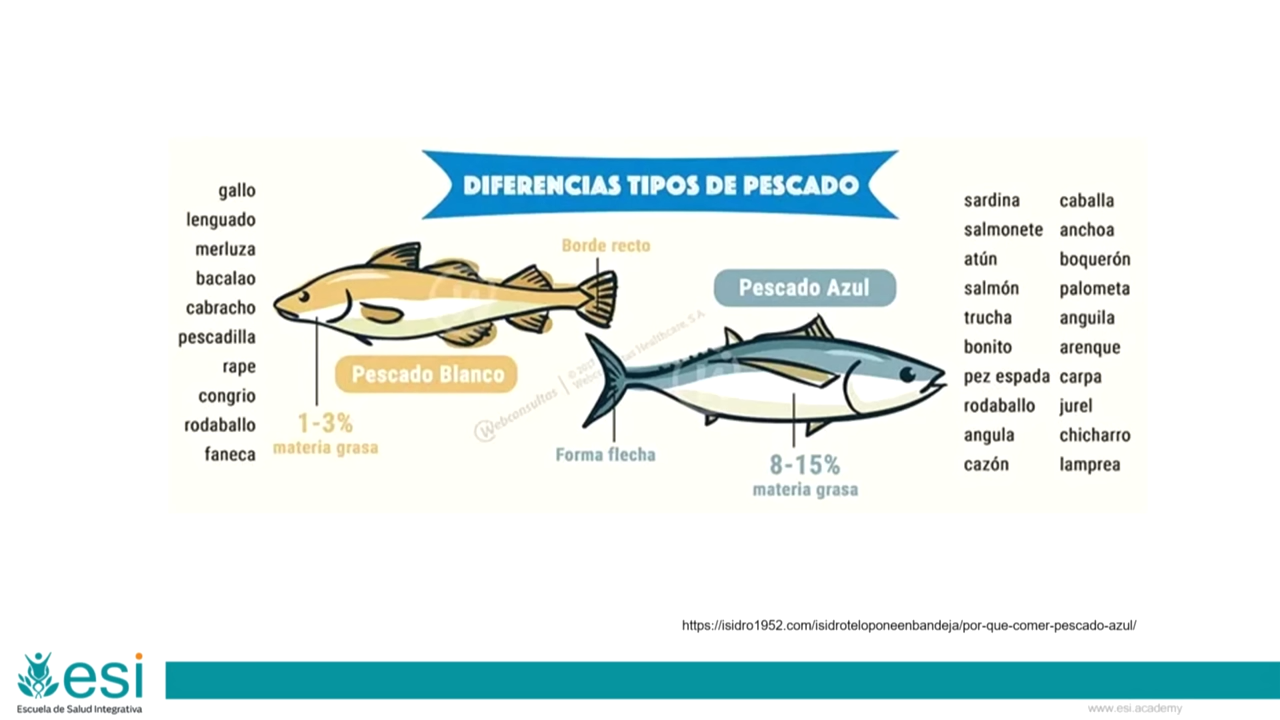 DIFERENCIAS TIPOS DE PESCADO
gallo
lenguado
merluza
bacalao
cabracho
pescadilla
rape
congrio
rodaballo
faneca
Borde recto
Pescado Blanco
1-3%
materia grasa
Pescado Azul
Forma flecha
8-15%
materia grasa
sardina caballa
salmonete anchoa
atún boquerón
salmón palometa
trucha anguila
bonito arenque
pez espada carpa
rodaballo jurel
angula chicharro
cazón lamprea
Webconsultas
Healthcare, S.A.
https://isidro1952.com/isidroteloponeenbandeja/por-que-comer-pescado-azul/
esi
Escuela de Salud Integrativa
www.esi.academy